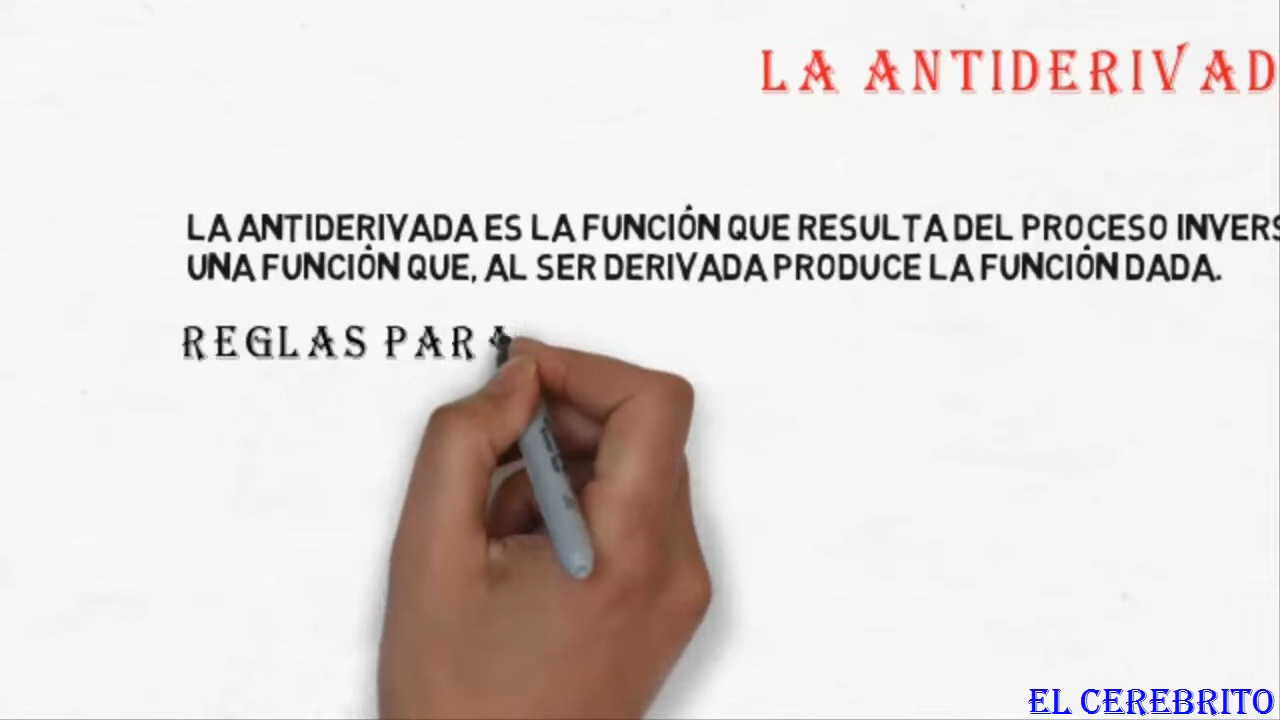 LA ANTIDERIVAD
LA ANTIDERIVADA ES LA FUNCIÓN QUE RESULTA DEL PROCESO INVERS
UNA FUNCIÓN QUE, AL SER DERIVADA PRODUCE LA FUNCIÓN DADA.
REGLAS PARA
EL CEREBRITO